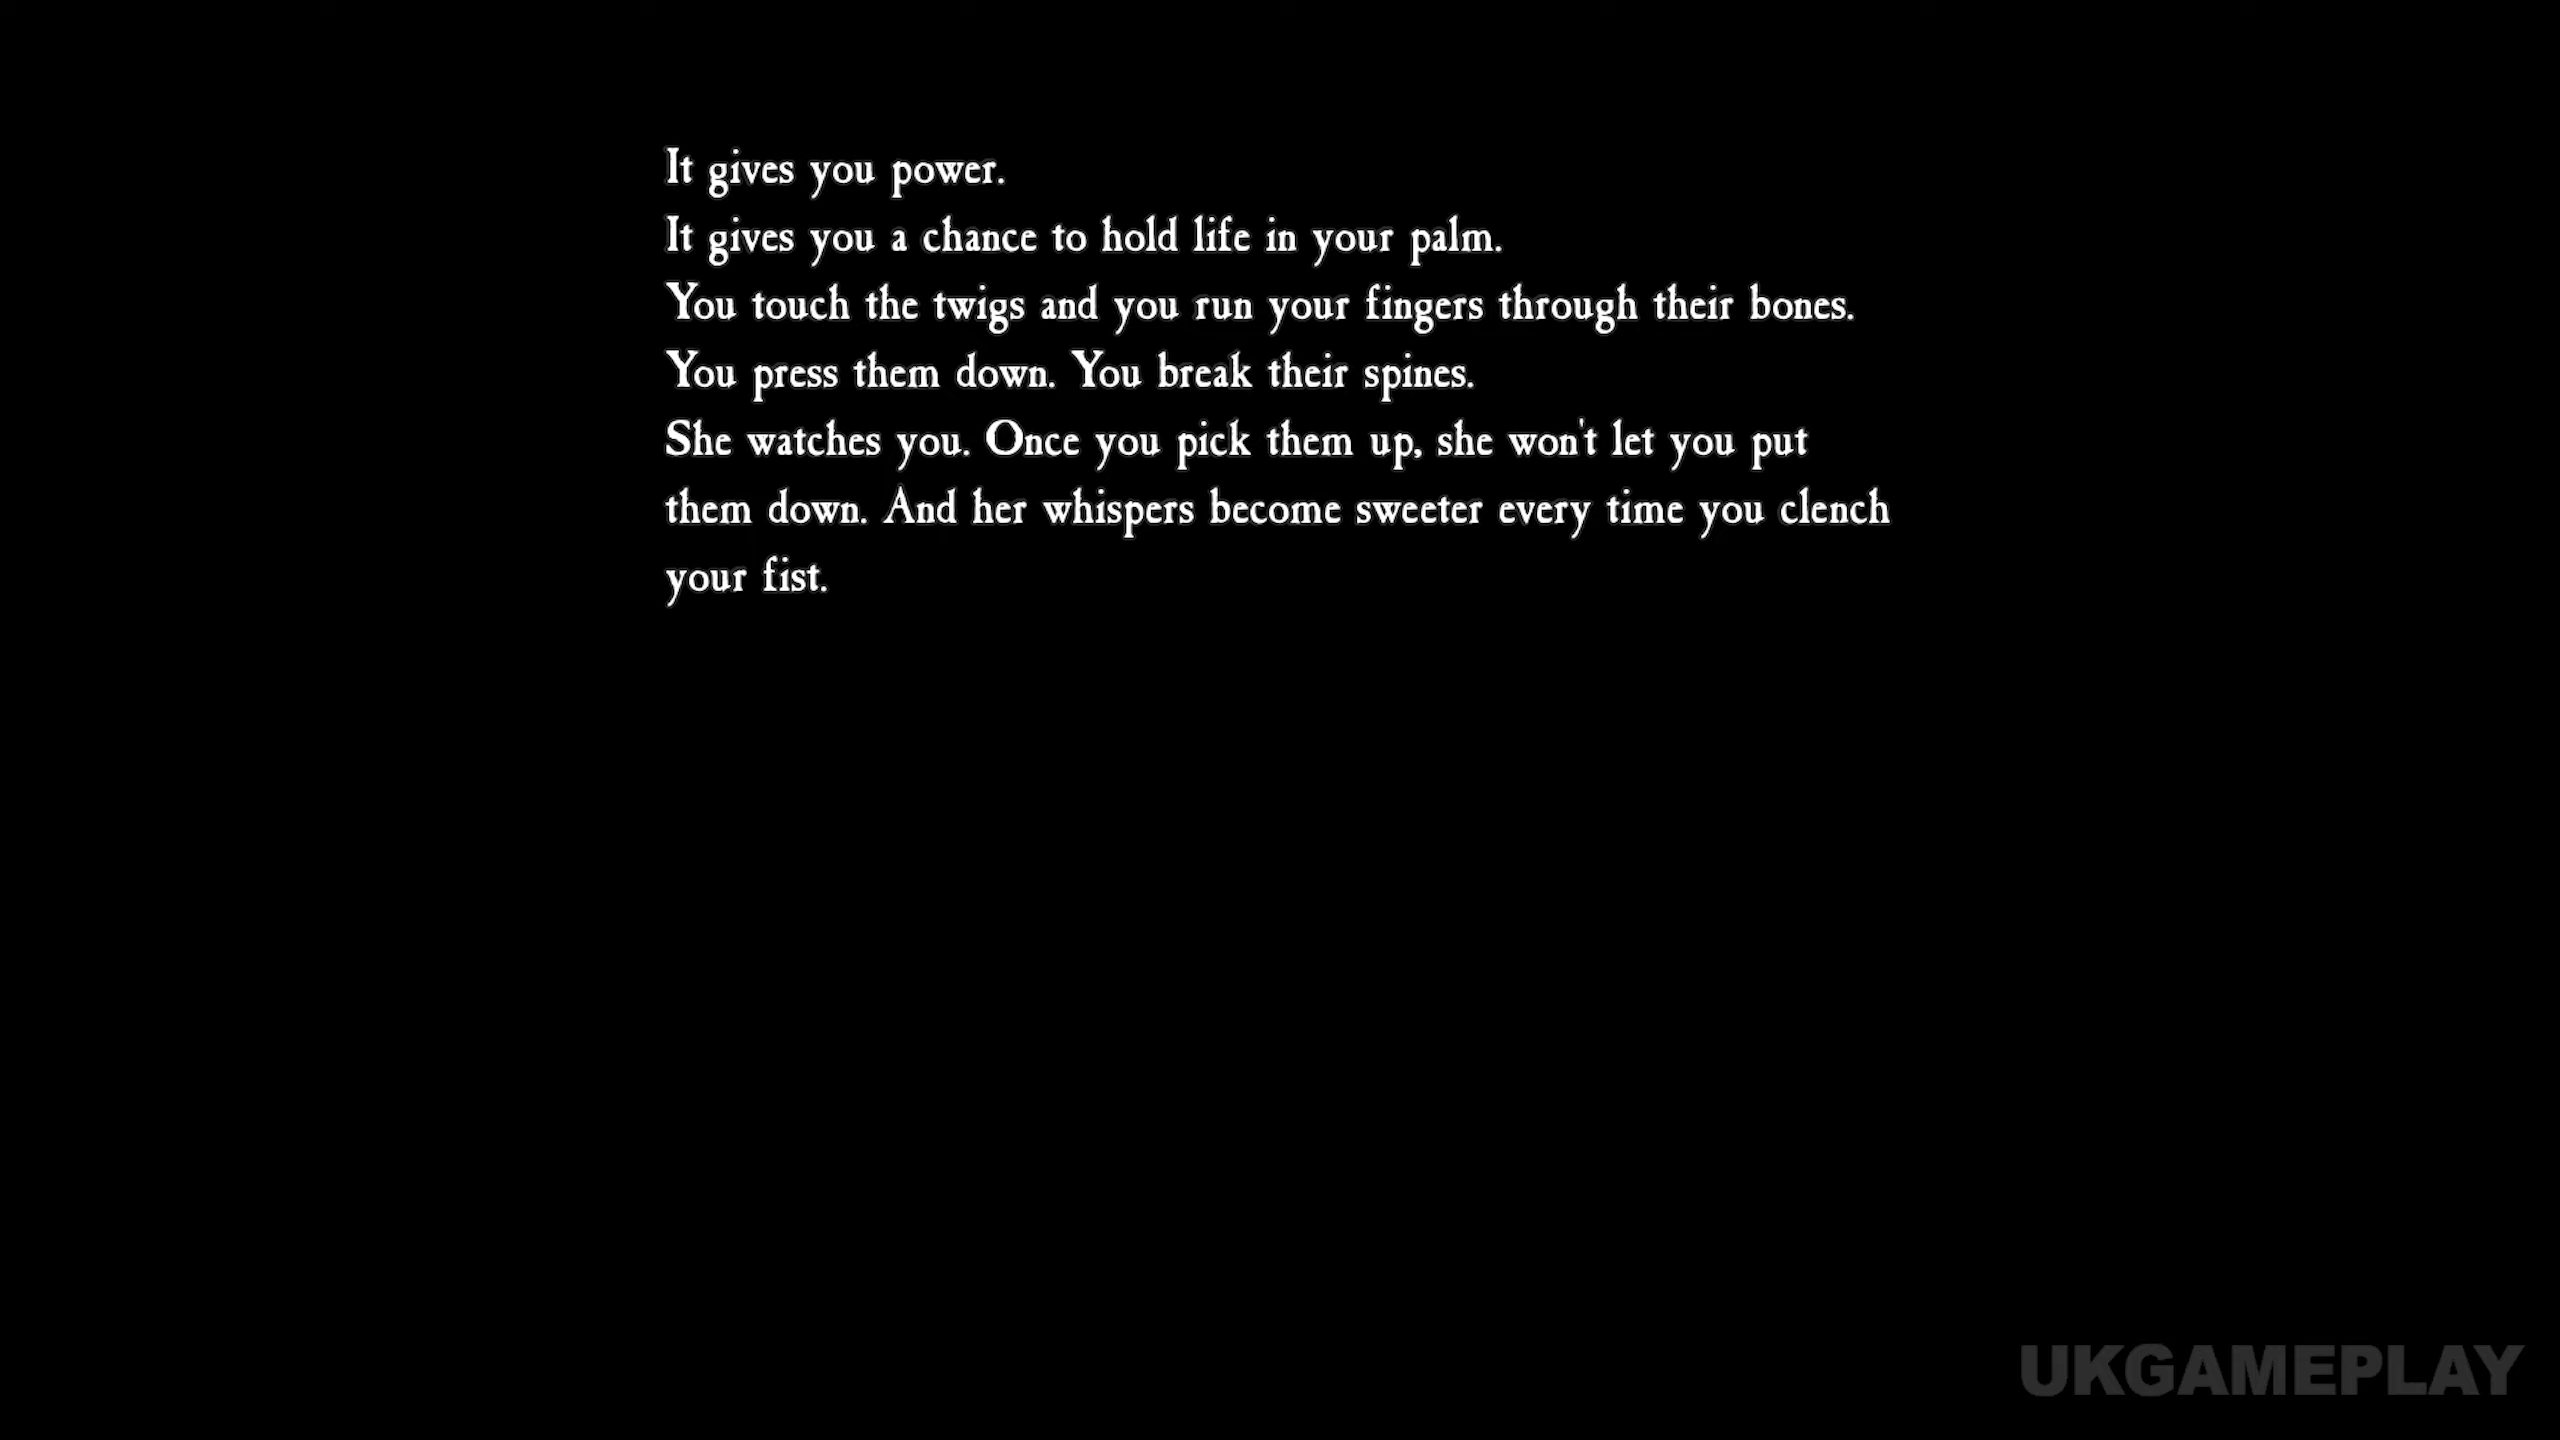 It gives you power.
It gives you a chance to hold life in your palm.
You touch the twigs and you run your fingers through their bones.
You press them down. You break their spines.
She watches you. Once you pick them up, she won't let you put
them down. And her whispers become sweeter every time you clench
your fist.
UKGAMEPLAY